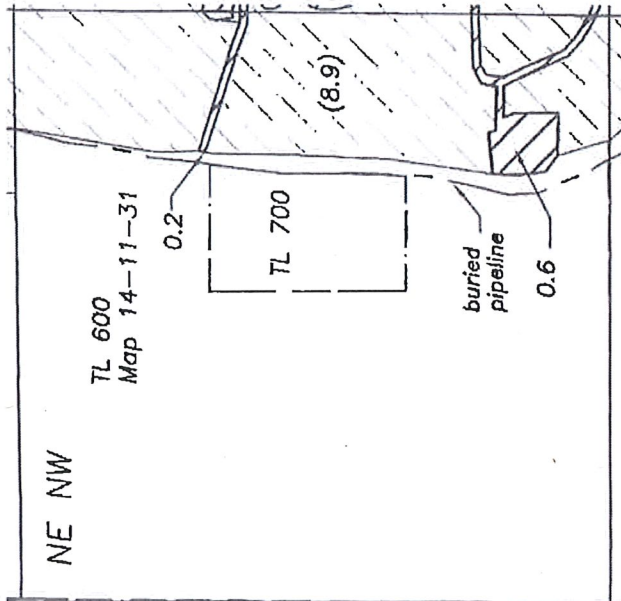 NE NW
TL 600
Map 14-11-31
0.2
TL 700
(8.9)
buried
pipeline
0.6